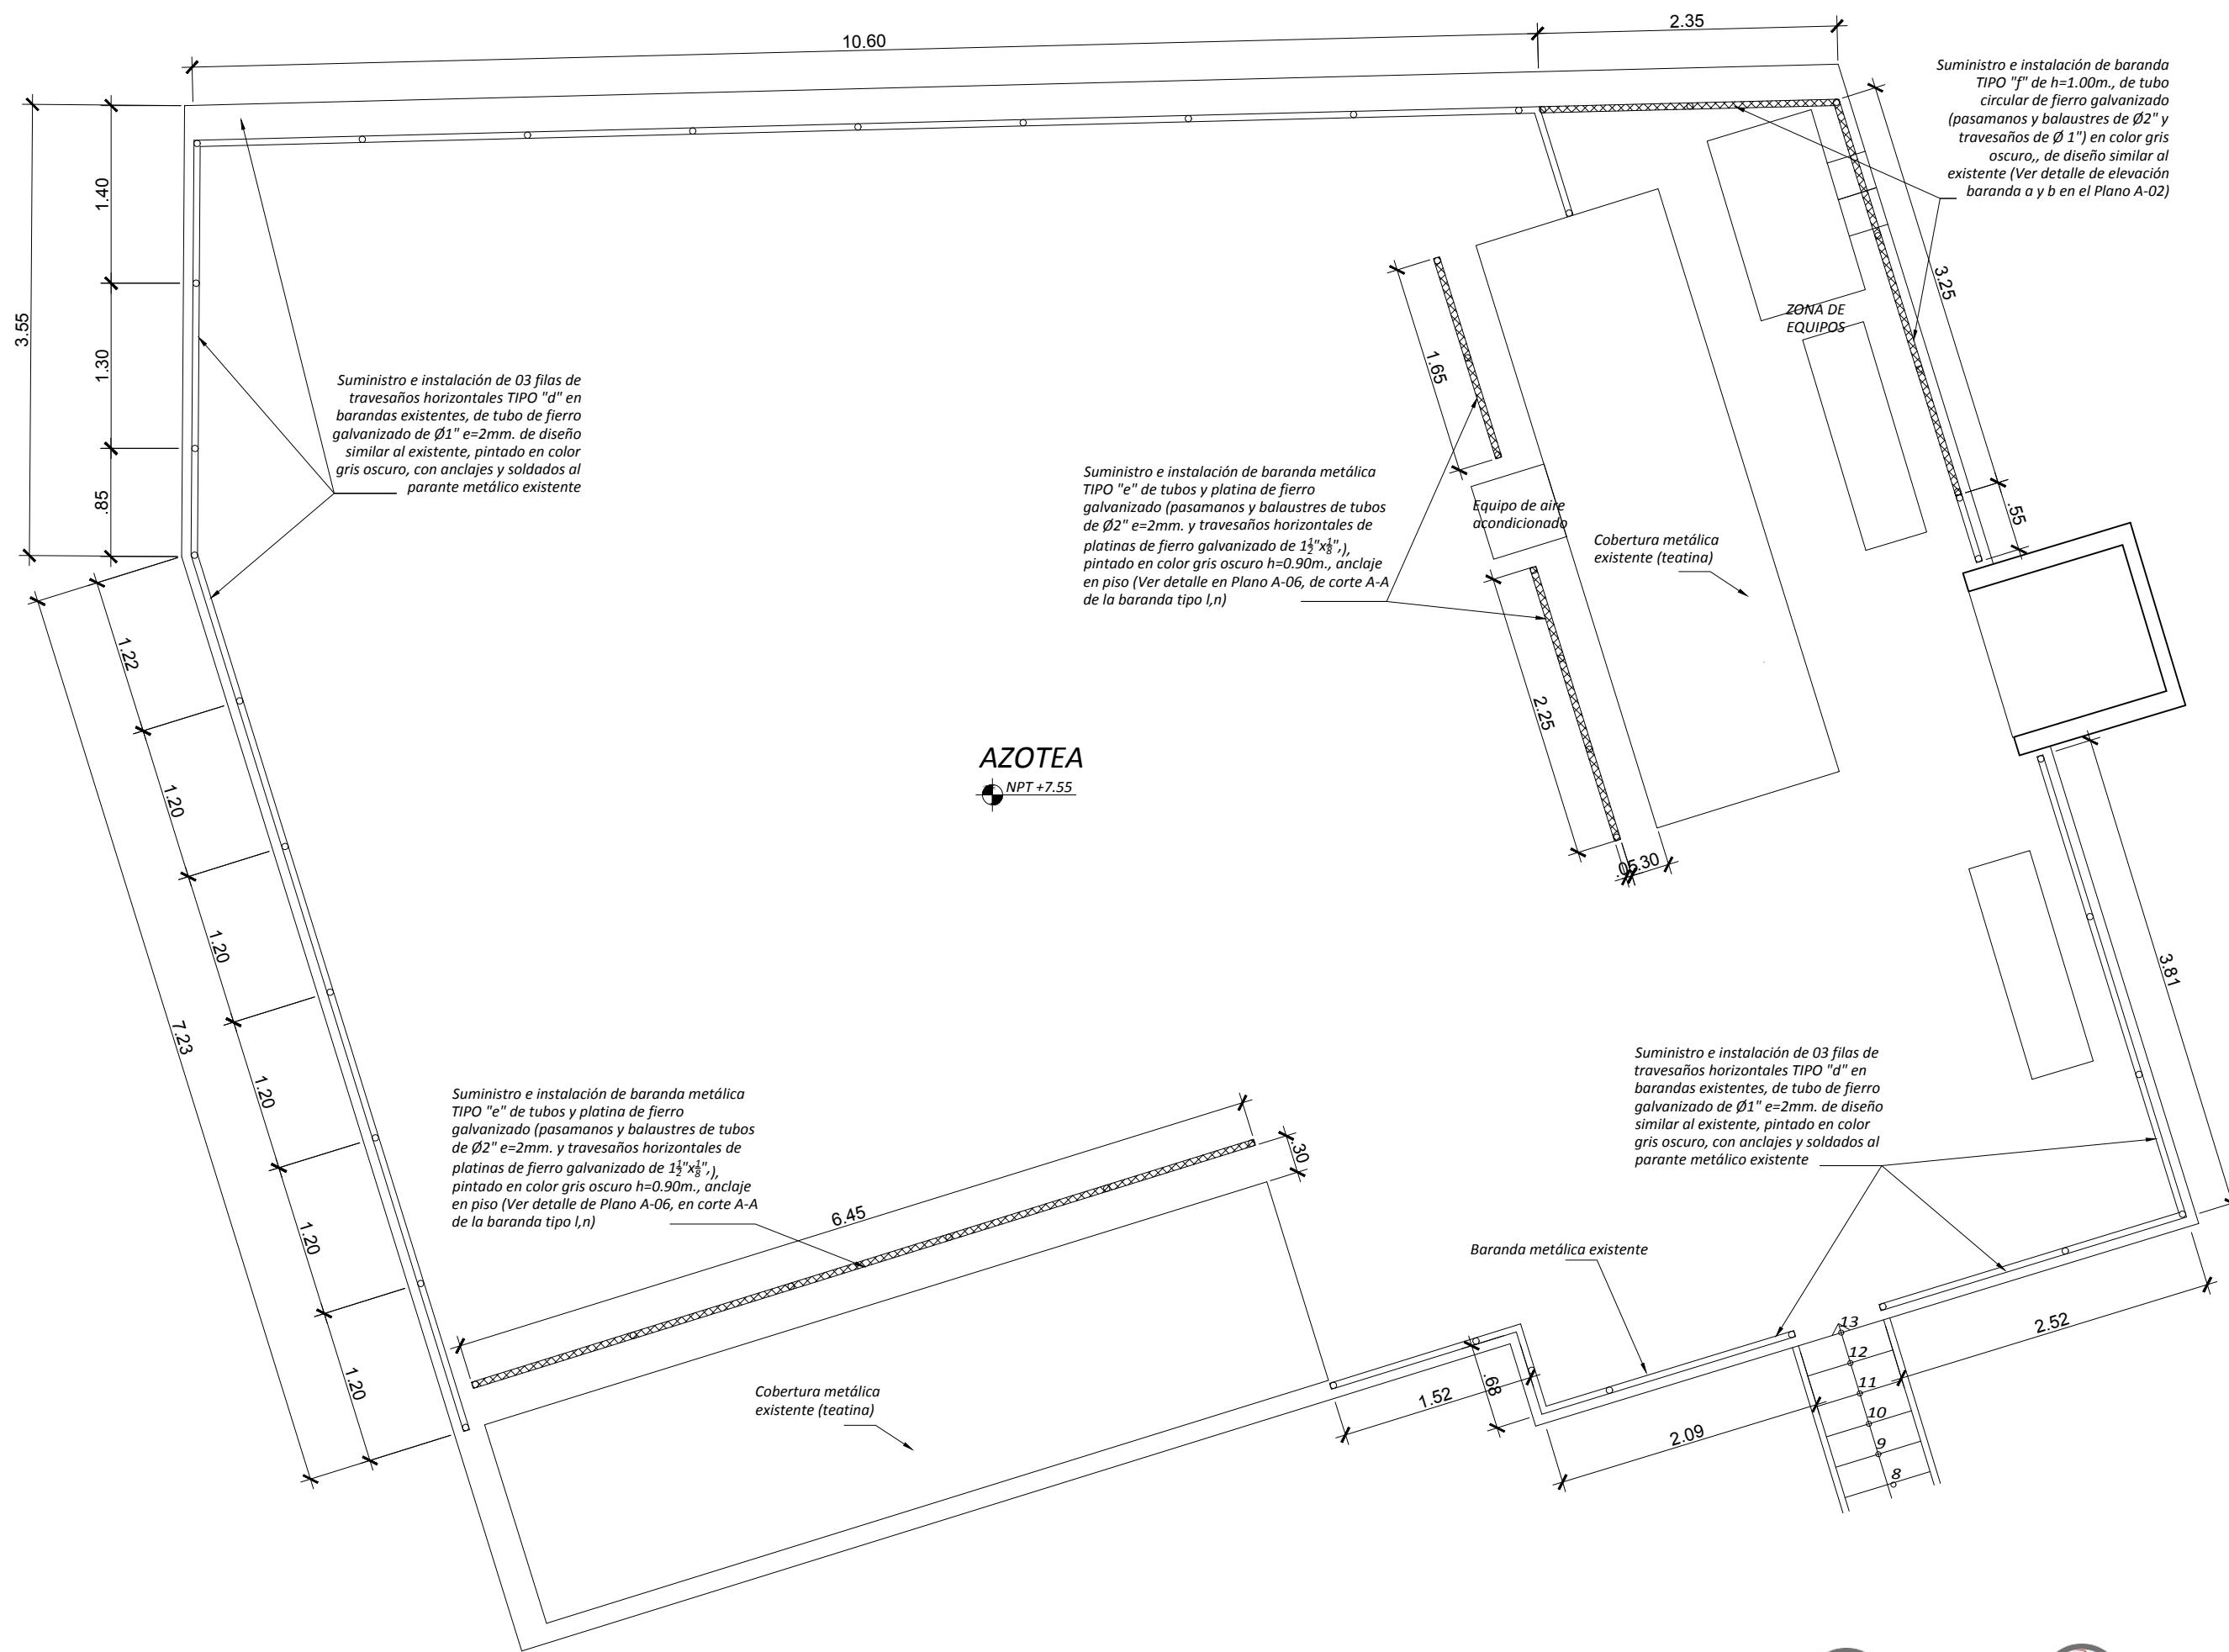 10.60
2.35
Suministro e instalación de baranda
TIPO "f" de h=1.00m., de tubo
circular de fierro galvanizado
(pasamanos y balaustres de Ø2" y
travesaños de Ø 1") en color gris
oscuro,, de diseño similar al
existente (Ver detalle de elevación
baranda a y b en el Plano A-02)
3.55
1.40
1.30
.85
Suministro e instalación de 03 filas de
travesaños horizontales TIPO "d" en
barandas existentes, de tubo de fierro
galvanizado de Ø1" e=2mm. de diseño
similar al existente, pintado en color
gris oscuro, con anclajes y soldados al
parante metálico existente
3.25
ZONA DE
EQUIPOS
1.65
Suministro e instalación de baranda metálica
TIPO "e" de tubos y platina de fierro
galvanizado (pasamanos y balaustres de tubos
de Ø2" e=2mm. y travesaños horizontales de
platinas de fierro galvanizado de 1½"x⅛",),
pintado en color gris oscuro h=0.90m., anclaje
en piso (Ver detalle en Plano A-06, de corte A-A
de la baranda tipo l,n)
Equipo de aire
acondicionado
Cobertura metálica
existente (teatina)
.55
1.22
1.20
1.20
1.20
1.20
1.20
7.23
2.25
AZOTEA
NPT +7.55
.05
.30
3.81
Suministro e instalación de baranda metálica
TIPO "e" de tubos y platina de fierro
galvanizado (pasamanos y balaustres de tubos
de Ø2" e=2mm. y travesaños horizontales de
platinas de fierro galvanizado de 1½"x⅛",),
pintado en color gris oscuro h=0.90m., anclaje
en piso (Ver detalle de Plano A-06, en corte A-A
de la baranda tipo l,n)
6.45
.30
Suministro e instalación de 03 filas de
travesaños horizontales TIPO "d" en
barandas existentes, de tubo de fierro
galvanizado de Ø1" e=2mm. de diseño
similar al existente, pintado en color
gris oscuro, con anclajes y soldados al
parante metálico existente
Baranda metálica existente
Cobertura metálica
existente (teatina)
1.52
.68
2.09
2.52
13
12
11
10
9
8